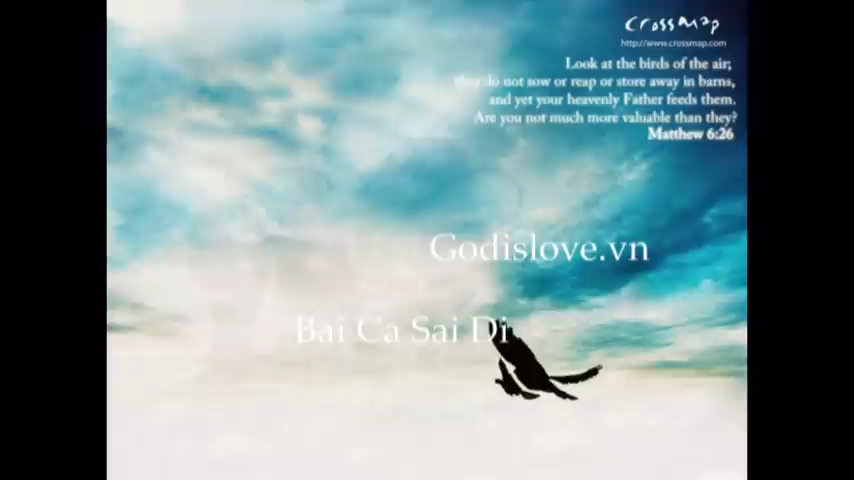 crossmap
http://www.crossmap.com
Look at the birds of the air;
they do not sow or reap or store away in barns,
and yet your heavenly Father feeds them.
Are you not much more valuable than they?
Matthew 6:26
Godislove.vn
Bai Ca Sai Di